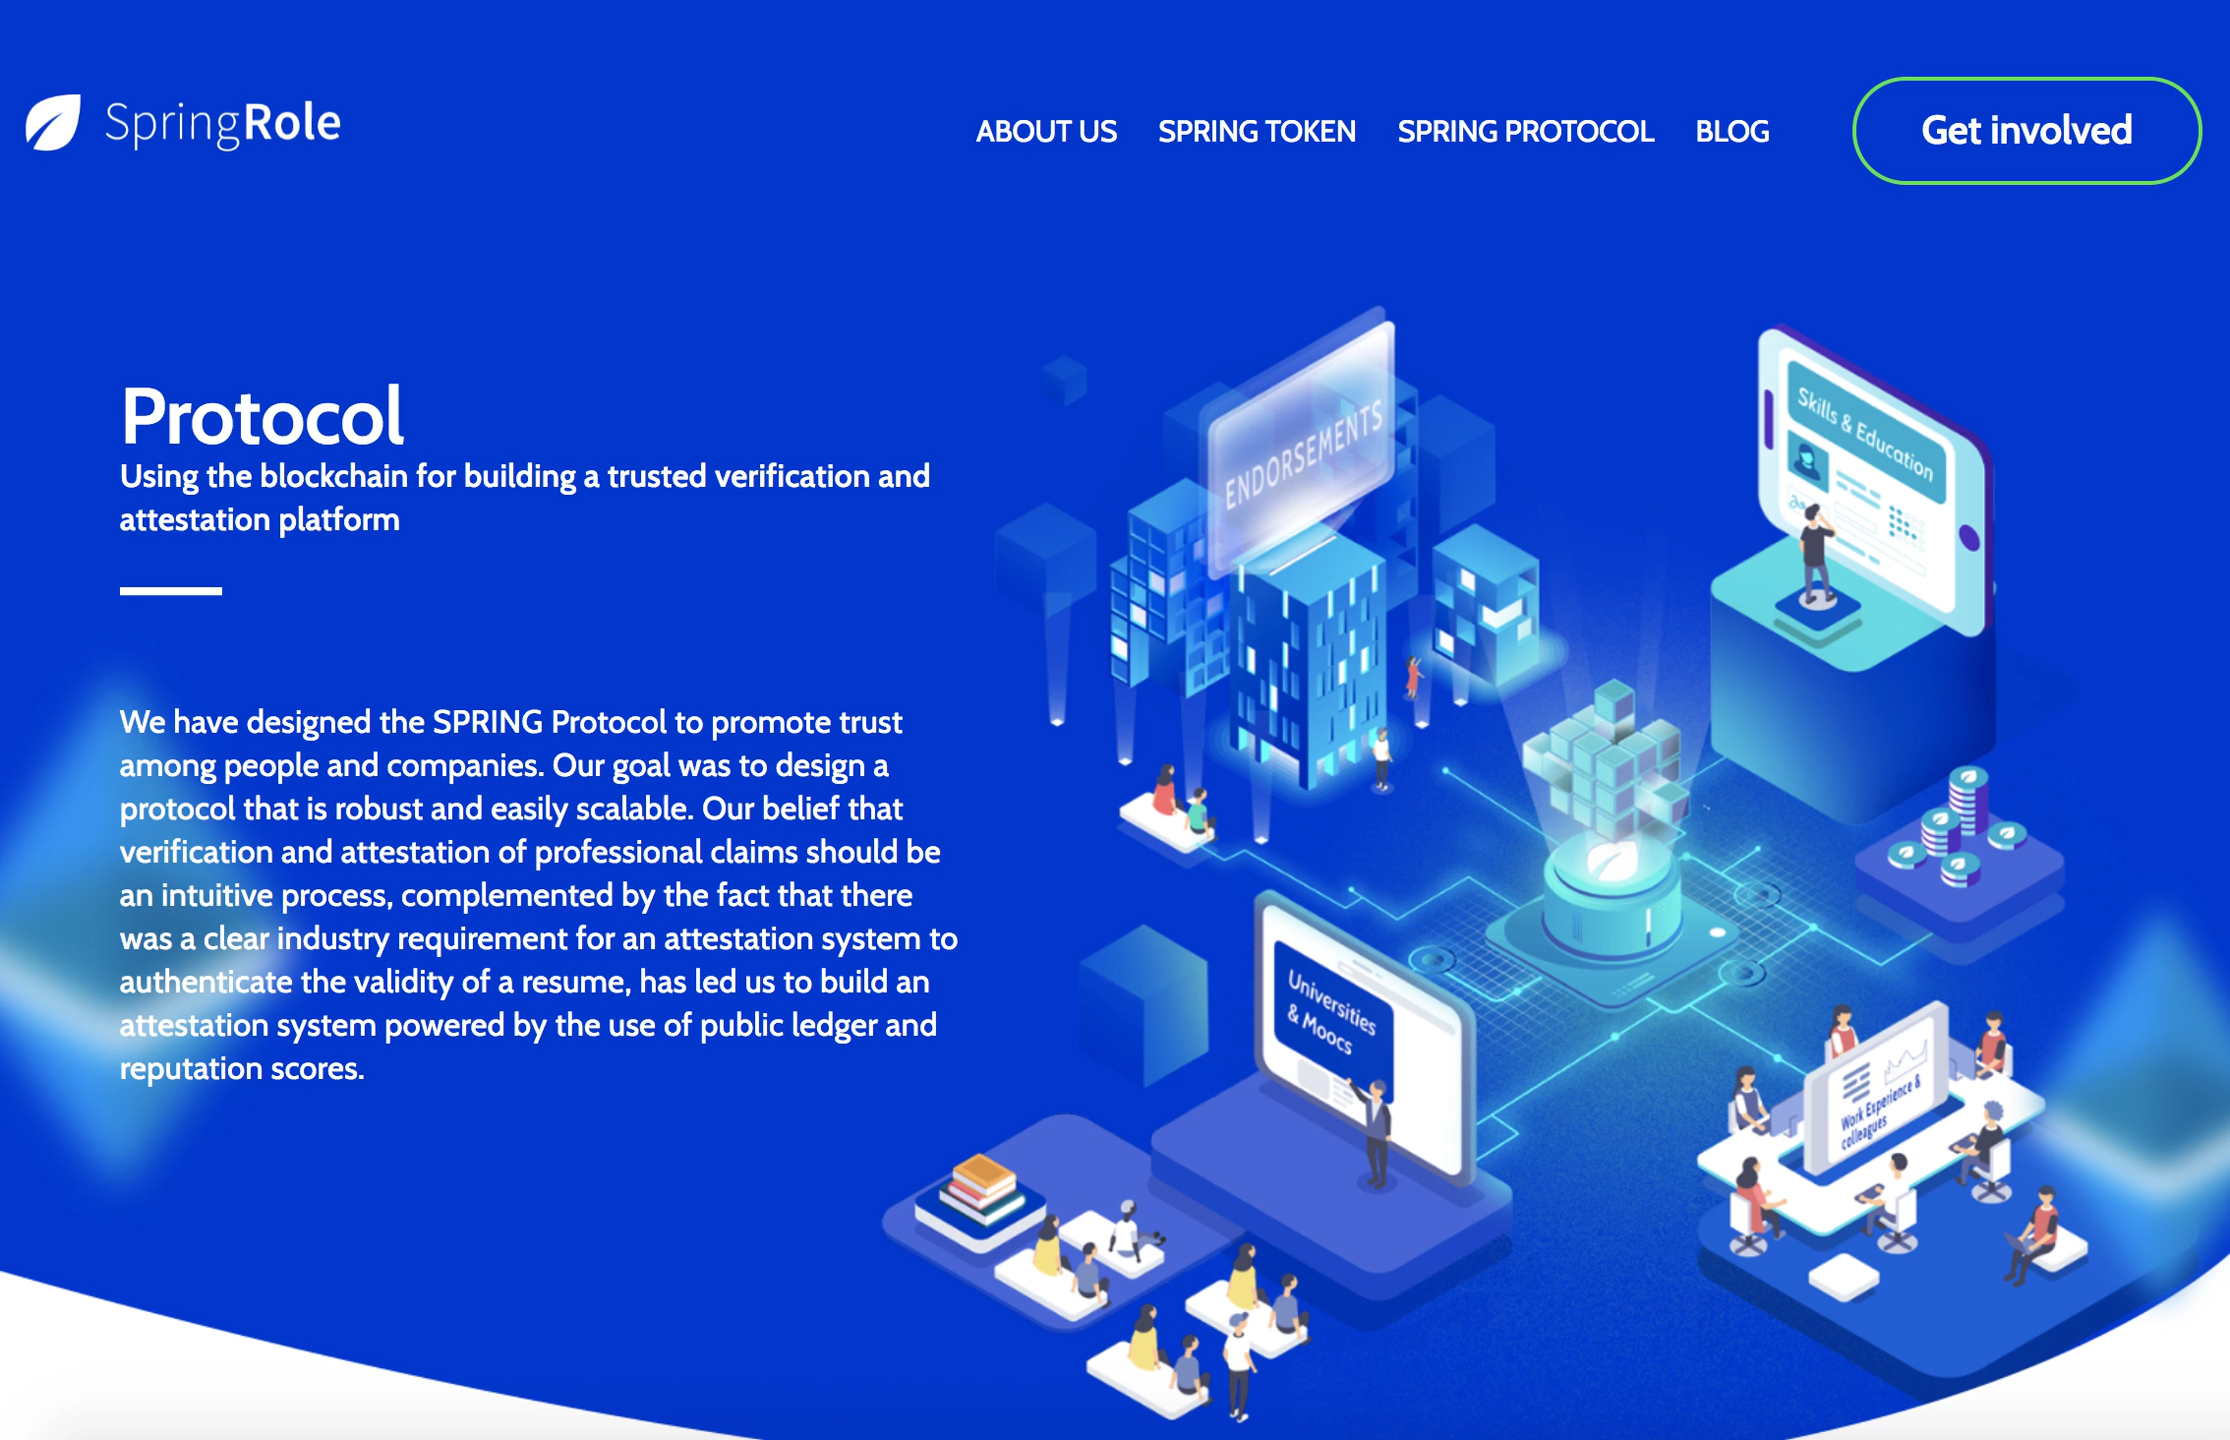 SpringRole
ABOUT US
SPRING TOKEN
SPRING PROTOCOL
BLOG
Get involved
Protocol
Using the blockchain for building a trusted verification and
attestation platform
We have designed the SPRING Protocol to promote trust
among people and companies. Our goal was to design a
protocol that is robust and easily scalable. Our belief that
verification and attestation of professional claims should be
an intuitive process, complemented by the fact that there
was a clear industry requirement for an attestation system to
authenticate the validity of a resume, has led us to build an
attestation system powered by the use of public ledger and
reputation scores.
ENDORSEMENTS
Skills & Education
Universities
& Moocs
Work Experience &
colleagues